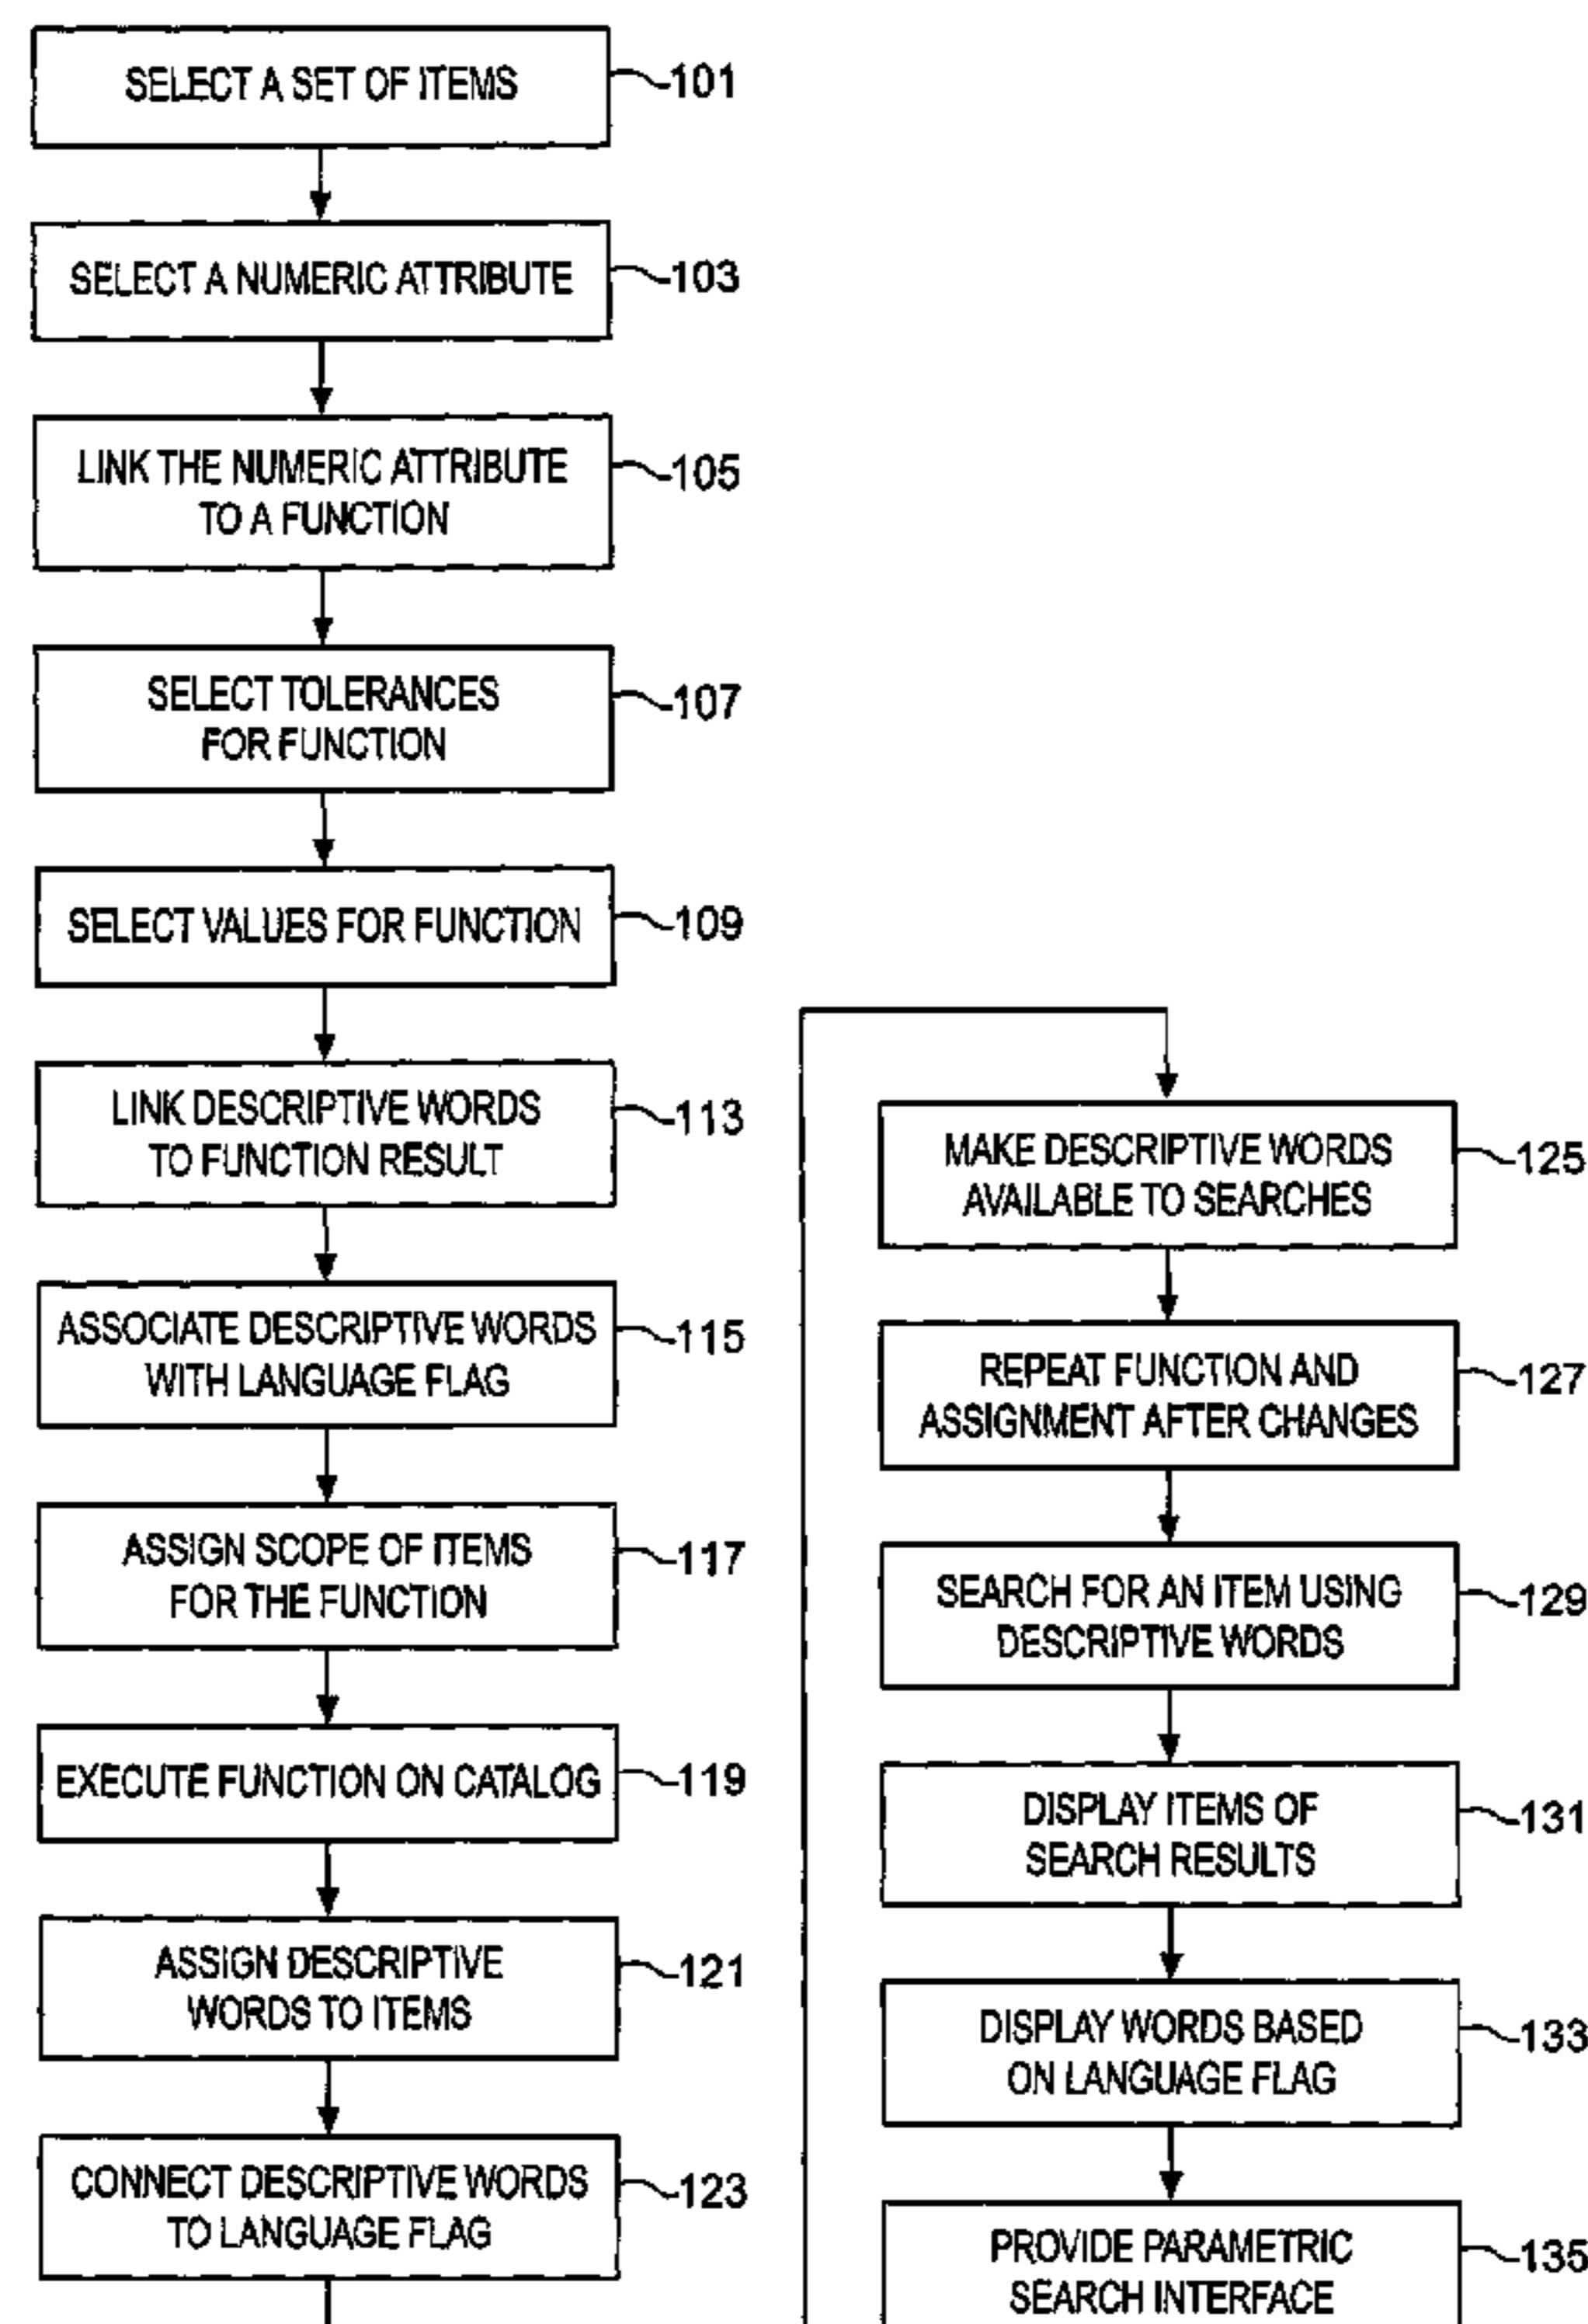 SELECT A SET OF ITEMS
101
SELECT A NUMERIC ATTRIBUTE
103
LINK THE NUMERIC ATTRIBUTE
TO A FUNCTION
105
SELECT TOLERANCES
FOR FUNCTION
107
SELECT VALUES FOR FUNCTION
109
LINK DESCRIPTIVE WORDS
TO FUNCTION RESULT
113
ASSOCIATE DESCRIPTIVE WORDS
WITH LANGUAGE FLAG
115
ASSIGN SCOPE OF ITEMS
FOR THE FUNCTION
117
EXECUTE FUNCTION ON CATALOG
119
ASSIGN DESCRIPTIVE
WORDS TO ITEMS
121
CONNECT DESCRIPTIVE WORDS
TO LANGUAGE FLAG
123
MAKE DESCRIPTIVE WORDS
AVAILABLE TO SEARCHES
125
REPEAT FUNCTION AND
ASSIGNMENT AFTER CHANGES
127
SEARCH FOR AN ITEM USING
DESCRIPTIVE WORDS
129
DISPLAY ITEMS OF
SEARCH RESULTS
131
DISPLAY WORDS BASED
ON LANGUAGE FLAG
133
PROVIDE PARAMETRIC
SEARCH INTERFACE
135